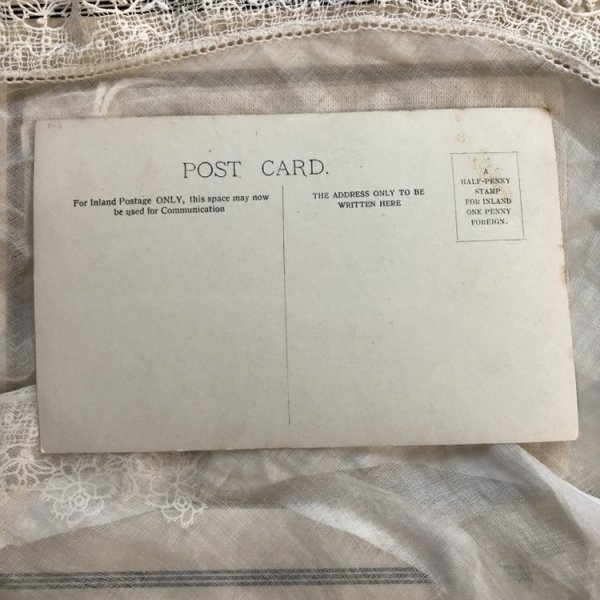 POST CARD.
For Inland Postage ONLY, this space may now
be used for Communication
THE ADDRESS ONLY TO BE
WRITTEN HERE
A
HALF-PENNY
STAMP
FOR INLAND
ONE PENNY
FOREIGN.